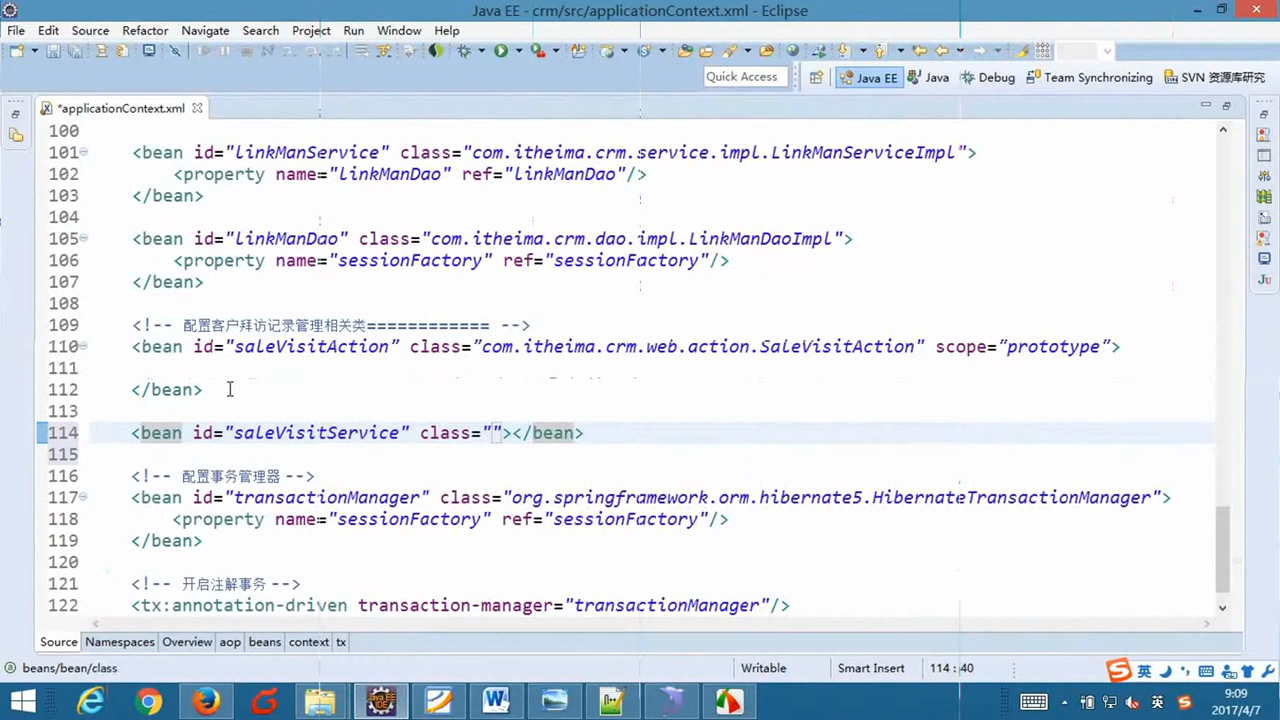 Java EE - crm/src/applicationContext.xml - Eclipse
File Edit Source Refactor Navigate Search Project Run Window Help
Quick Access Java EE Java Debug Team Synchronizing SVN 资源库研究
*applicationContext.xml
100
101 <bean id="linkManService" class="com.itheima.crm.service.impl.LinkManServiceImpl">
102 <property name="linkManDao" ref="linkManDao"/>
103 </bean>
104
105 <bean id="linkManDao" class="com.itheima.crm.dao.impl.LinkManDaoImpl">
106 <property name="sessionFactory" ref="sessionFactory"/>
107 </bean>
108
109 <!-- 配置客户拜访记录管理相关类============ -->
110 <bean id="saleVisitAction" class="com.itheima.crm.web.action.SaleVisitAction" scope="prototype">
111
112 </bean>
113
114 <bean id="saleVisitService" class=""></bean>
115
116 <!-- 配置事务管理器 -->
117 <bean id="transactionManager" class="org.springframework.orm.hibernate5.HibernateTransactionManager">
118 <property name="sessionFactory" ref="sessionFactory"/>
119 </bean>
120
121 <!-- 开启注解事务 -->
122 <tx:annotation-driven transaction-manager="transactionManager"/>
Source Namespaces Overview aop beans context tx
beans/bean/class Writable Smart Insert 114 : 40 英
英 9:09
2017/4/7